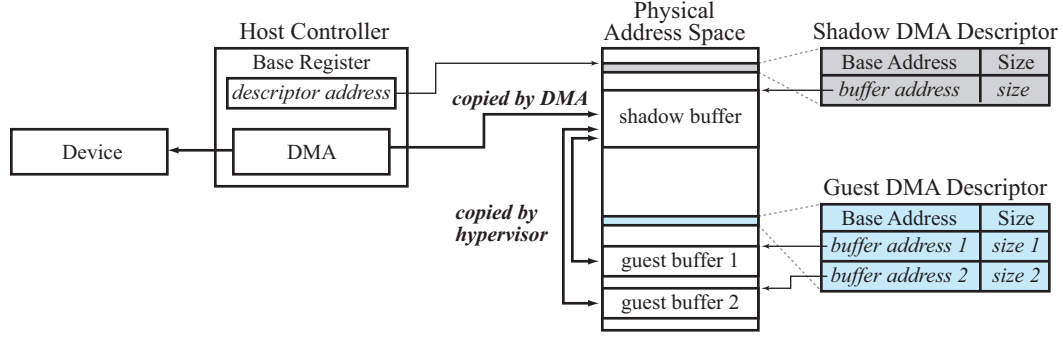 Physical
Address Space
Host Controller
Base Register
descriptor address
copied by DMA
Device
DMA
shadow buffer
copied by
hypervisor
guest buffer 1
guest buffer 2
Shadow DMA Descriptor
Base Address Size
buffer address size
Guest DMA Descriptor
Base Address Size
buffer address 1 size 1
buffer address 2 size 2